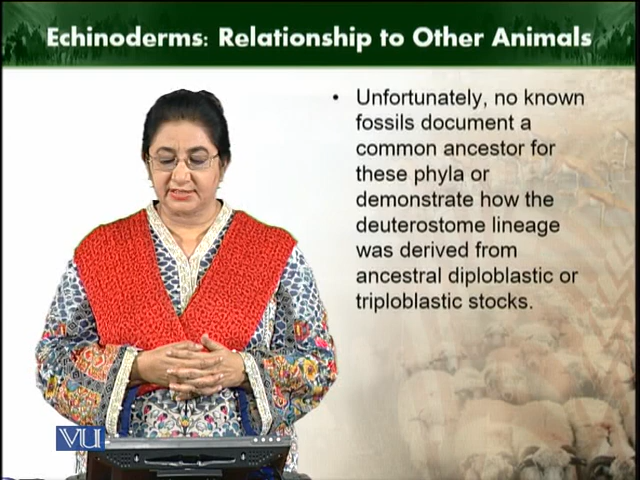 Echinoderms: Relationship to Other Animals
• Unfortunately, no known
fossils document a
common ancestor for
these phyla or
demonstrate how the
deuterostome lineage
was derived from
ancestral diploblastic or
triploblastic stocks.
VU